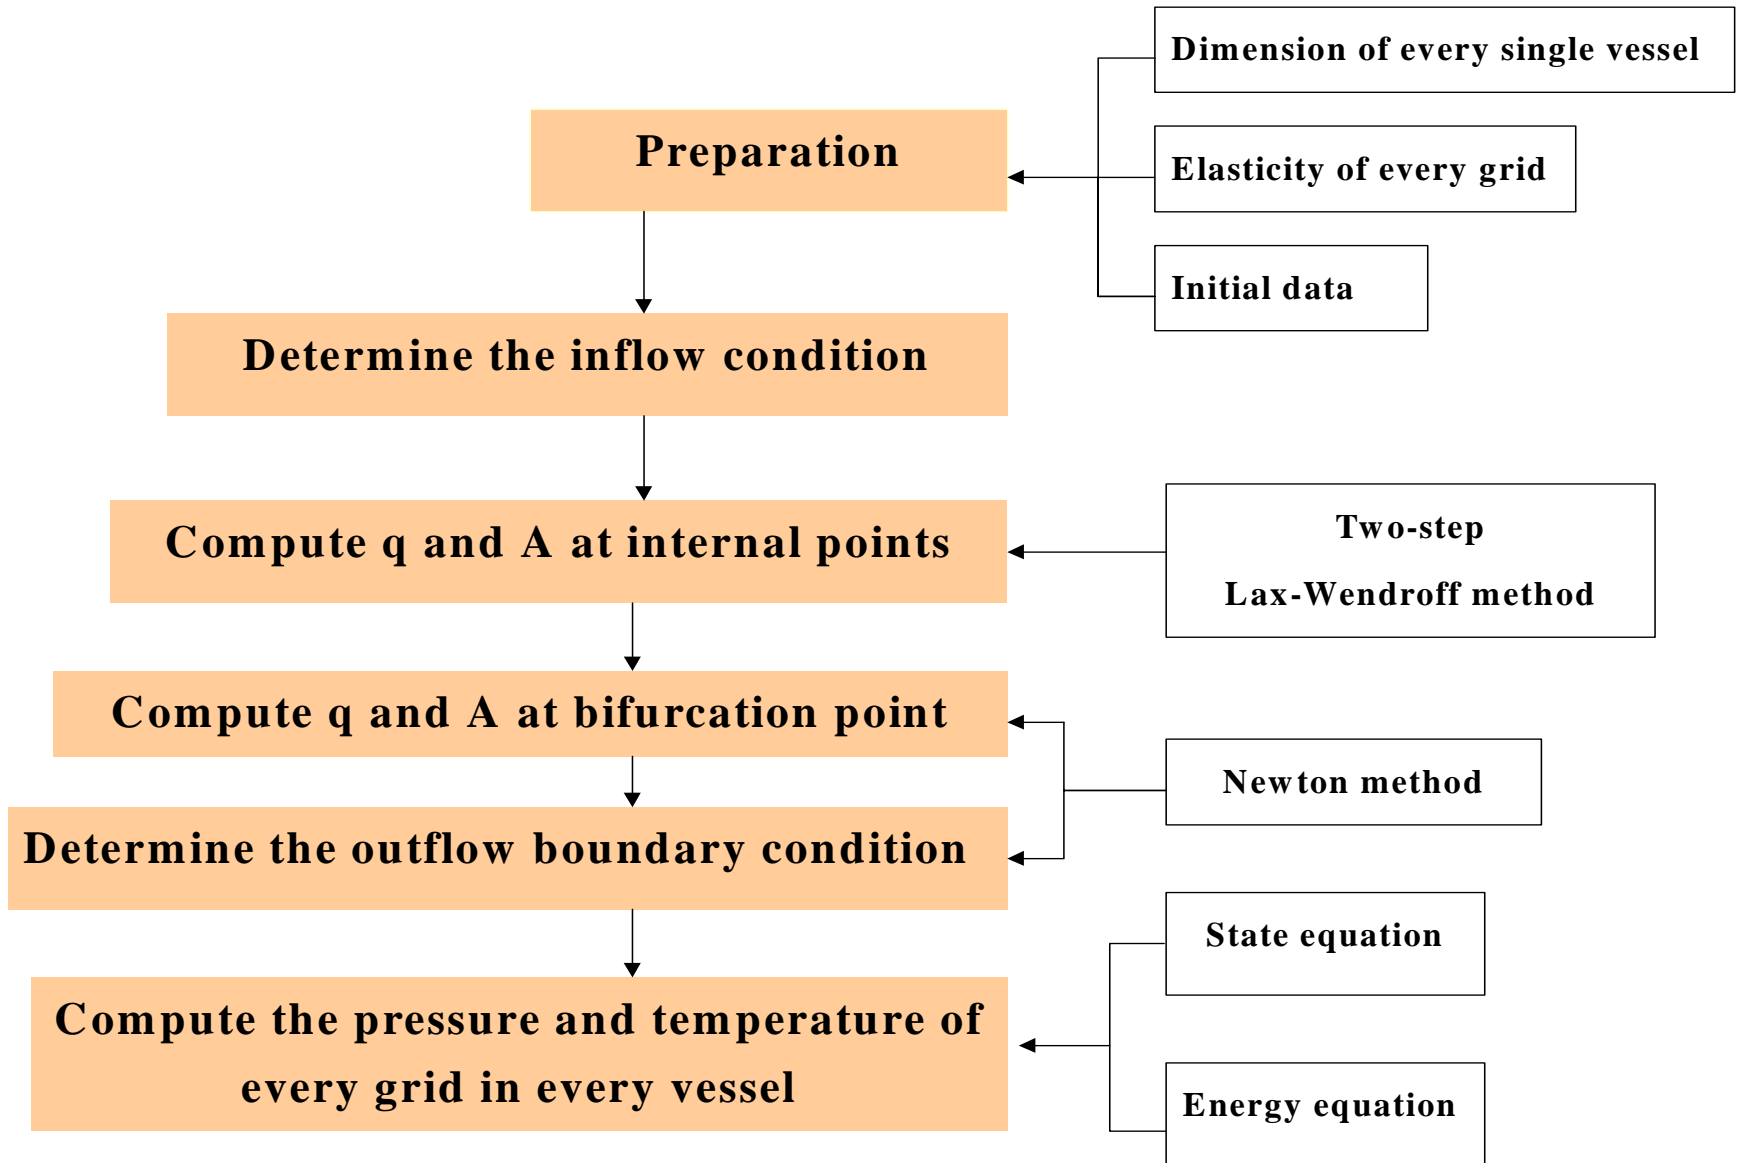 Dimension of every single vessel
Preparation
Elasticity of every grid
Initial data
Determine the inflow condition
Compute q and A at internal points
Two-step
Lax-Wendroff method
Compute q and A at bifurcation point
Newton method
Determine the outflow boundary condition
State equation
Compute the pressure and temperature of
every grid in every vessel
Energy equation